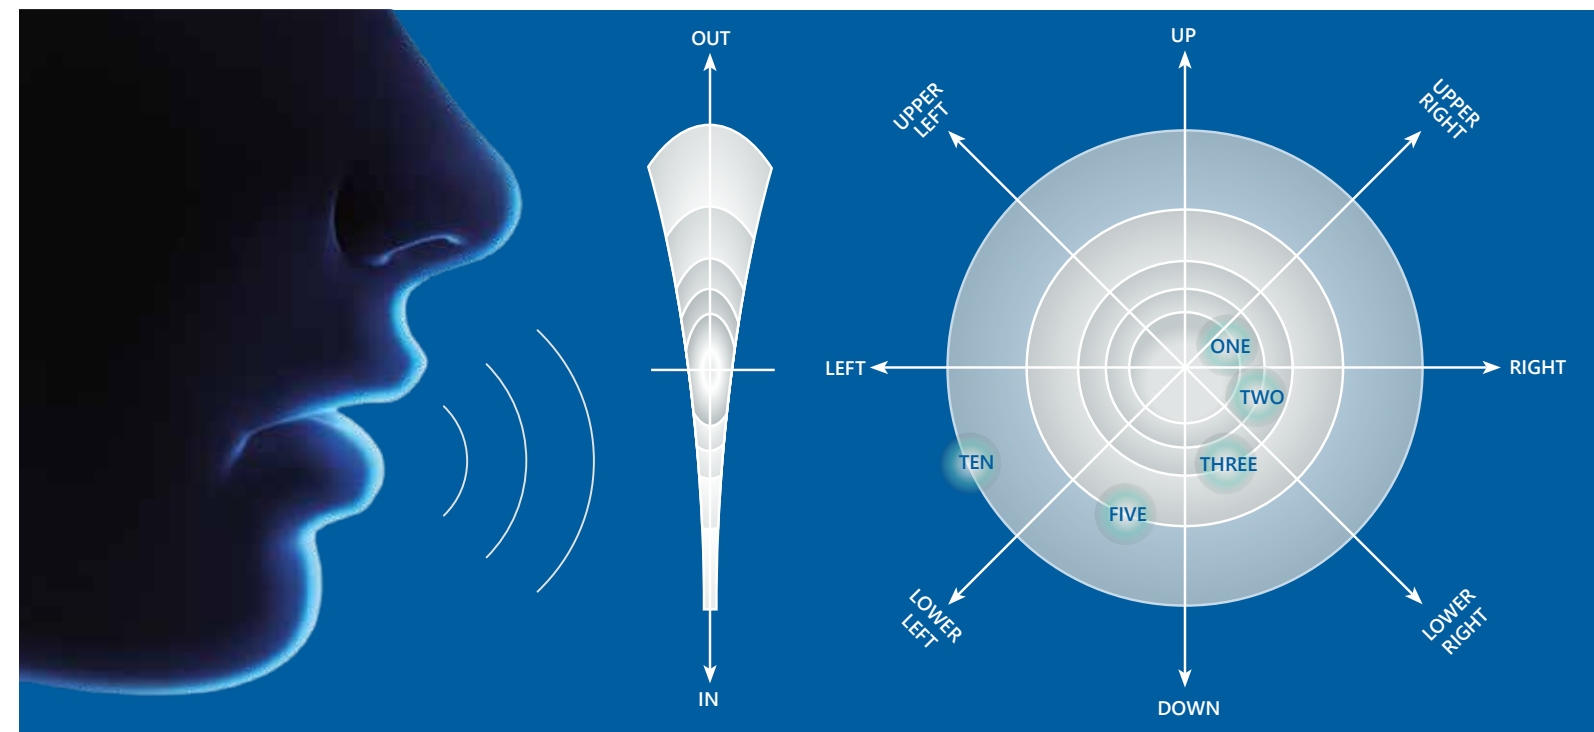 OUT
IN
UP
UPPER
LEFT
UPPER
RIGHT
LEFT
RIGHT
ONE
TWO
THREE
TEN
FIVE
LOWER
LEFT
LOWER
RIGHT
DOWN